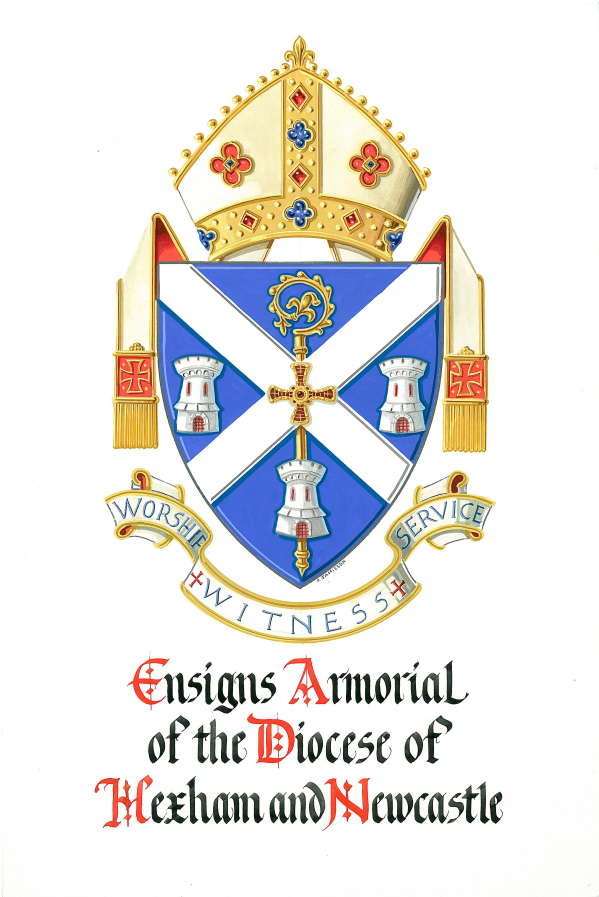 WORSHIP
WITNESS
SERVICE
Ensigns Armorial
of the Diocese of
Hexham and Newcastle